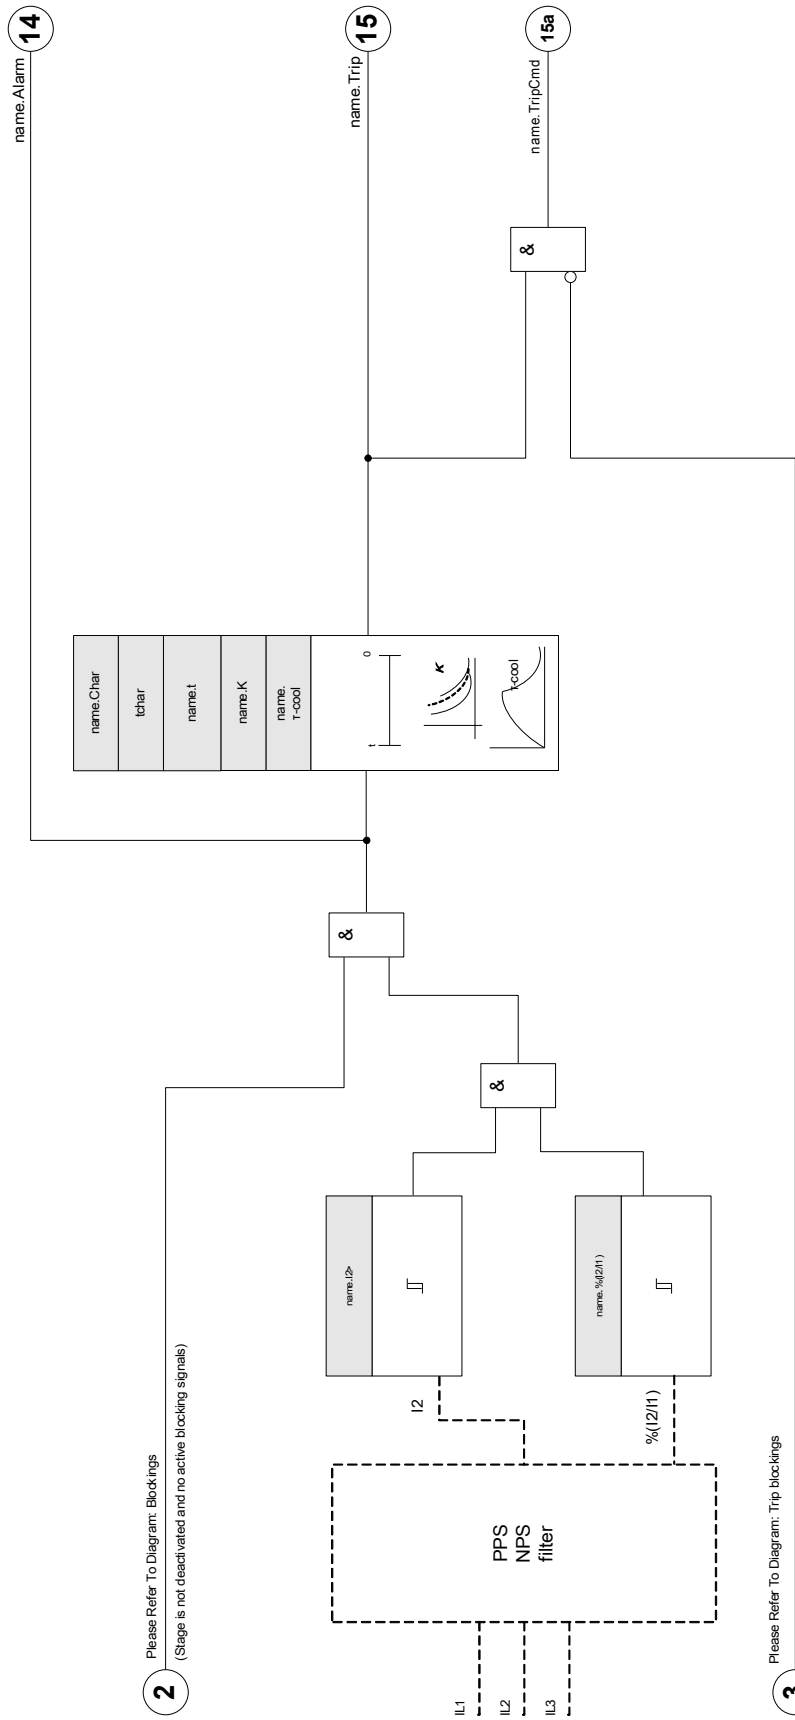 14
name.Alarm
15
name.Trip
15a
name.TripCmd
&
name.Char
tchar
name.t
name.K
name.
τ-cool
t
0
K
τ-cool
&
&
name.I2>
name.%(I2/I1)
I2
%(I2/I1)
PPS
NPS
filter
IL1
IL2
IL3
2
Please Refer To Diagram: Blockings
(Stage is not deactivated and no active blocking signals)
3
Please Refer To Diagram: Trip blockings